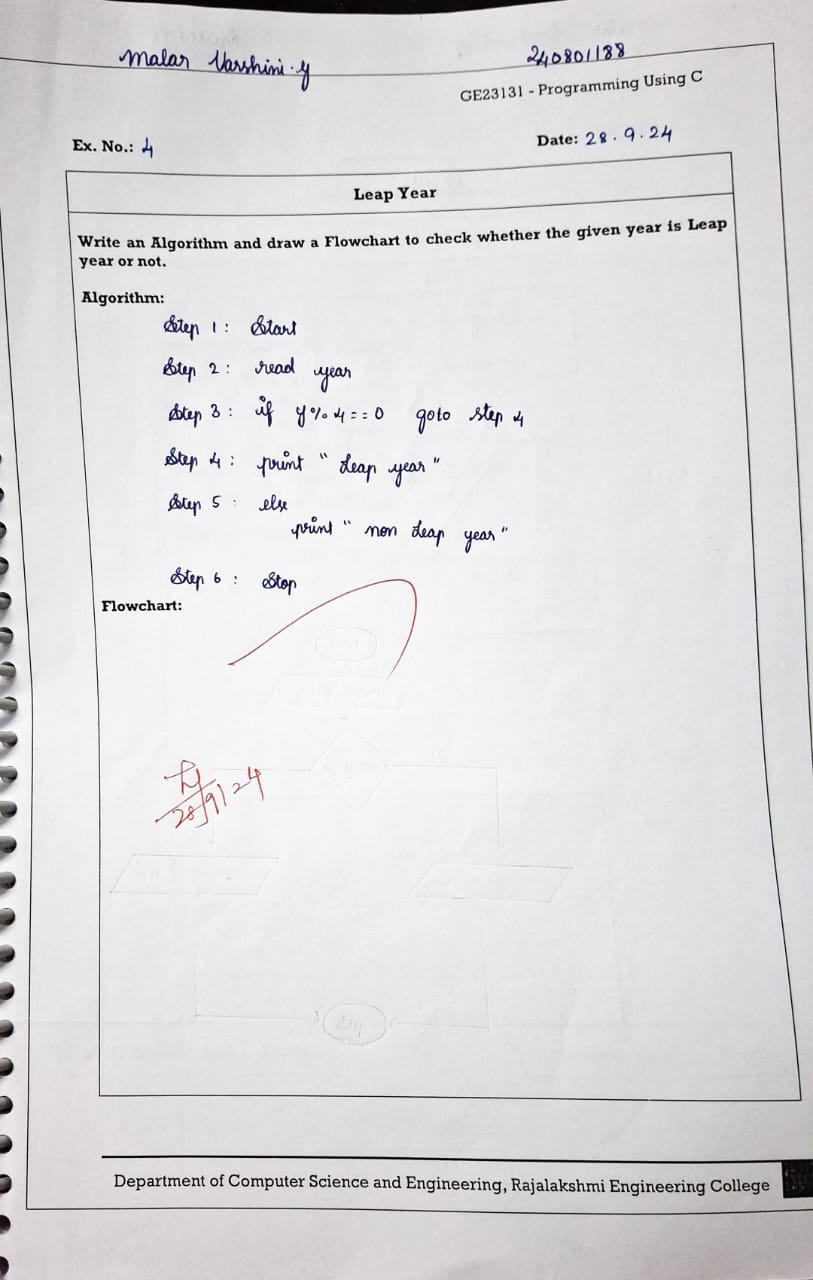 Malar Varshini.y
240801188
GE23131 - Programming Using C
Ex. No.: 4
Date: 28.9.24
Leap Year
Write an Algorithm and draw a Flowchart to check whether the given year is Leap
year or not.
Algorithm:
Step 1: Start
Step 2: read year
Step 3: if y%4==0 goto step 4
Step 4: print "Leap year"
Step 5: else
print "non Leap year"
Step 6: Stop
Flowchart:
28/9/24
Department of Computer Science and Engineering, Rajalakshmi Engineering College